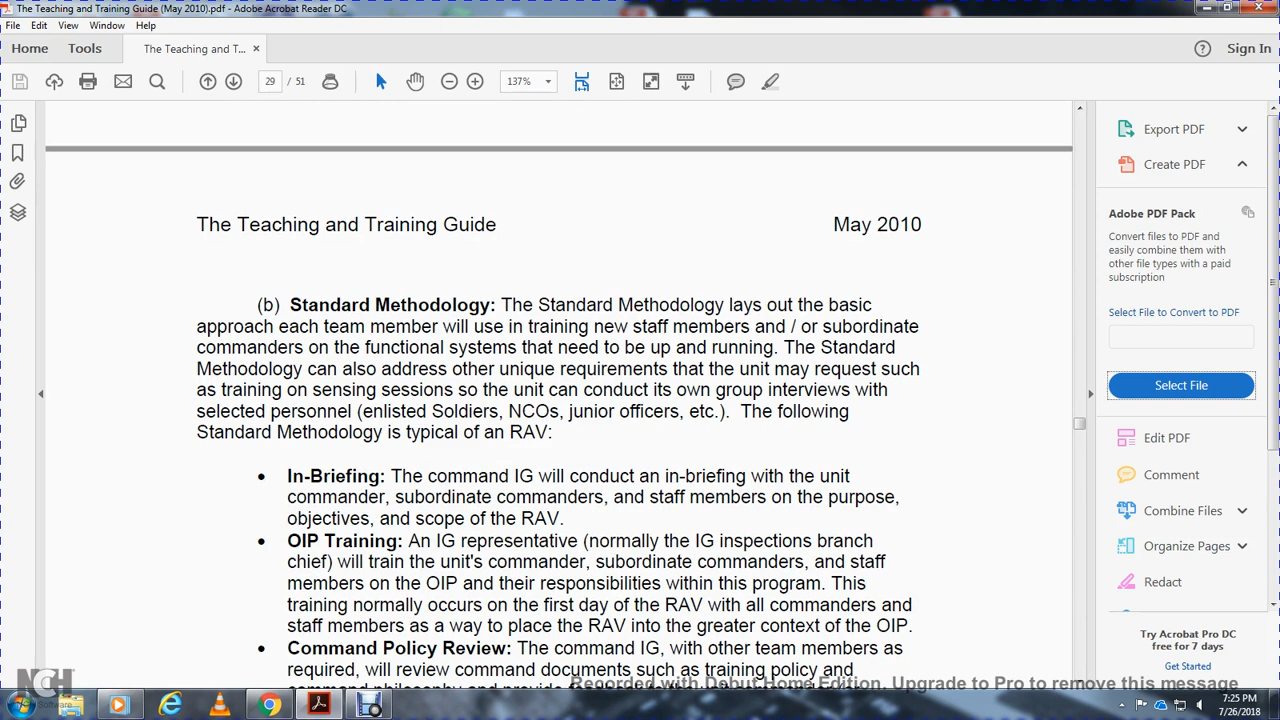 The Teaching and Training Guide (May 2010).pdf - Adobe Acrobat Reader DC
File Edit View Window Help
Home Tools The Teaching and T... × Sign In
29 / 51 137%
The Teaching and Training Guide May 2010
(b) Standard Methodology: The Standard Methodology lays out the basic
approach each team member will use in training new staff members and / or subordinate
commanders on the functional systems that need to be up and running. The Standard
Methodology can also address other unique requirements that the unit may request such
as training on sensing sessions so the unit can conduct its own group interviews with
selected personnel (enlisted Soldiers, NCOs, junior officers, etc.). The following
Standard Methodology is typical of an RAV:
• In-Briefing: The command IG will conduct an in-briefing with the unit
commander, subordinate commanders, and staff members on the purpose,
objectives, and scope of the RAV.
• OIP Training: An IG representative (normally the IG inspections branch
chief) will train the unit's commander, subordinate commanders, and staff
members on the OIP and their responsibilities within this program. This
training normally occurs on the first day of the RAV with all commanders and
staff members as a way to place the RAV into the greater context of the OIP.
• Command Policy Review: The command IG, with other team members as
required, will review command documents such as training policy and
Export PDF
Create PDF
Adobe PDF Pack
Convert files to PDF and
easily combine them with
other file types with a paid
subscription
Select File to Convert to PDF
Select File
Edit PDF
Comment
Combine Files
Organize Pages
Redact
Try Acrobat Pro DC
free for 7 days
Get Started
NCH Software
Recorded with Debut Home Edition. Upgrade to Pro to remove this message
7:25 PM
7/26/2018